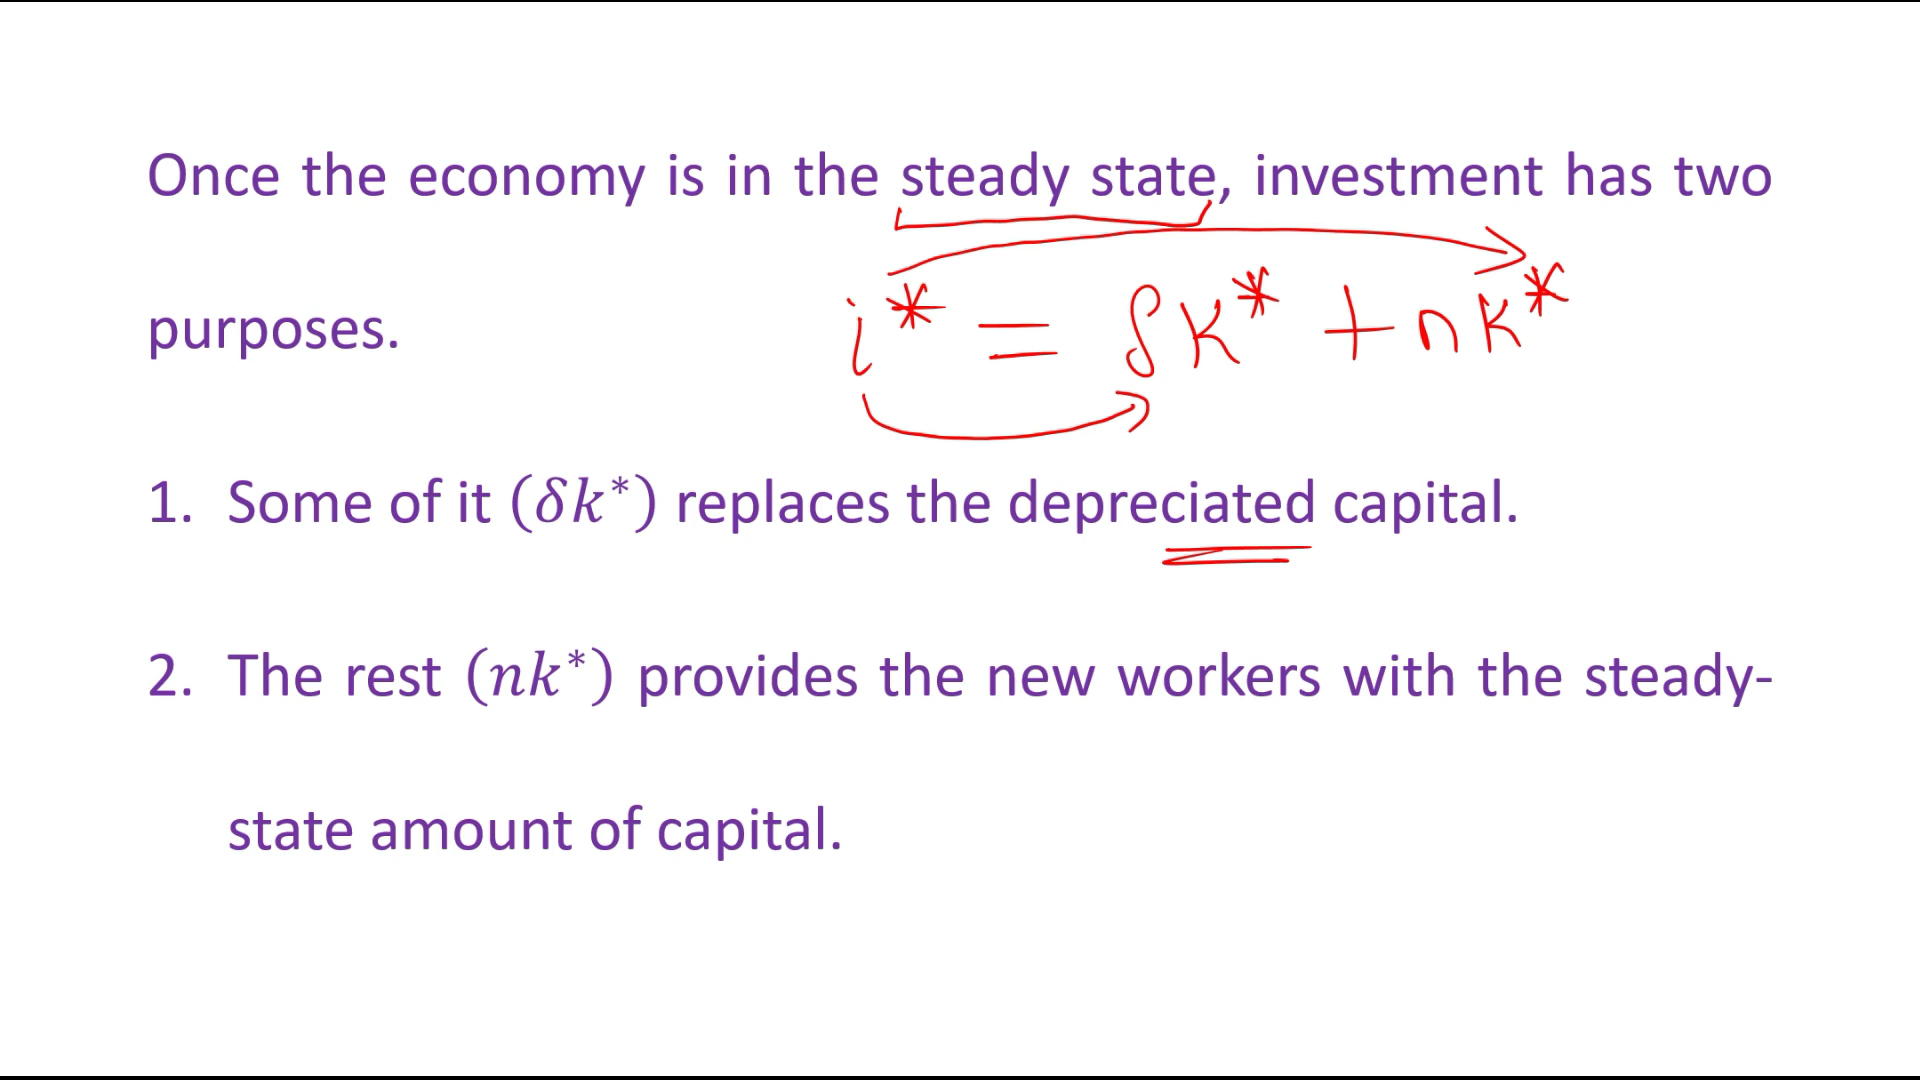 Once the economy is in the steady state, investment has two
purposes.
i* = δk* + nk*
1. Some of it (δk*) replaces the depreciated capital.
2. The rest (nk*) provides the new workers with the steady-
state amount of capital.